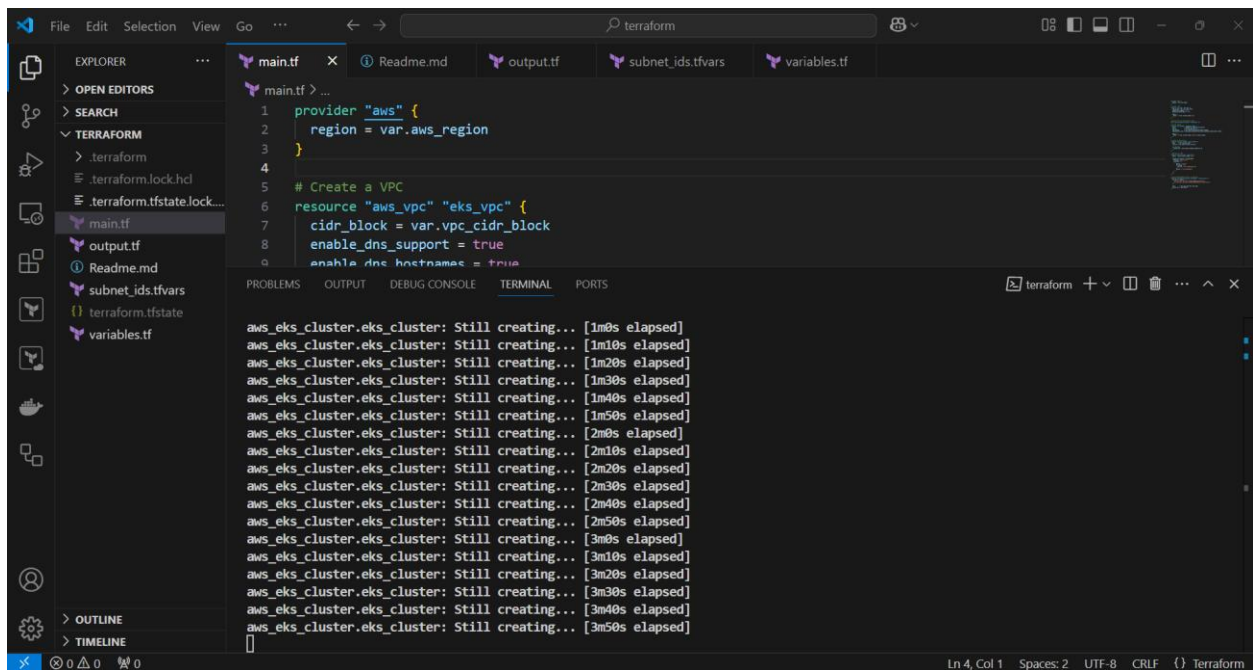 File Edit Selection View Go ... terraform
EXPLORER ...
OPEN EDITORS
SEARCH
TERRAFORM
.terraform
.terraform.lock.hcl
.terraform.tfstate.lock....
main.tf
output.tf
Readme.md
subnet_ids.tfvars
{} terraform.tfstate
variables.tf
OUTLINE
TIMELINE
main.tf Readme.md output.tf subnet_ids.tfvars variables.tf
main.tf > ...
1 provider "aws" {
2 region = var.aws_region
3 }
4
5 # Create a VPC
6 resource "aws_vpc" "eks_vpc" {
7 cidr_block = var.vpc_cidr_block
8 enable_dns_support = true
9 enable_dns_hostnames = true
PROBLEMS OUTPUT DEBUG CONSOLE TERMINAL PORTS terraform
aws_eks_cluster.eks_cluster: Still creating... [1m0s elapsed]
aws_eks_cluster.eks_cluster: Still creating... [1m10s elapsed]
aws_eks_cluster.eks_cluster: Still creating... [1m20s elapsed]
aws_eks_cluster.eks_cluster: Still creating... [1m30s elapsed]
aws_eks_cluster.eks_cluster: Still creating... [1m40s elapsed]
aws_eks_cluster.eks_cluster: Still creating... [1m50s elapsed]
aws_eks_cluster.eks_cluster: Still creating... [2m0s elapsed]
aws_eks_cluster.eks_cluster: Still creating... [2m10s elapsed]
aws_eks_cluster.eks_cluster: Still creating... [2m20s elapsed]
aws_eks_cluster.eks_cluster: Still creating... [2m30s elapsed]
aws_eks_cluster.eks_cluster: Still creating... [2m40s elapsed]
aws_eks_cluster.eks_cluster: Still creating... [2m50s elapsed]
aws_eks_cluster.eks_cluster: Still creating... [3m0s elapsed]
aws_eks_cluster.eks_cluster: Still creating... [3m10s elapsed]
aws_eks_cluster.eks_cluster: Still creating... [3m20s elapsed]
aws_eks_cluster.eks_cluster: Still creating... [3m30s elapsed]
aws_eks_cluster.eks_cluster: Still creating... [3m40s elapsed]
aws_eks_cluster.eks_cluster: Still creating... [3m50s elapsed]
0 0 0 Ln 4, Col 1 Spaces: 2 UTF-8 CRLF {} Terraform